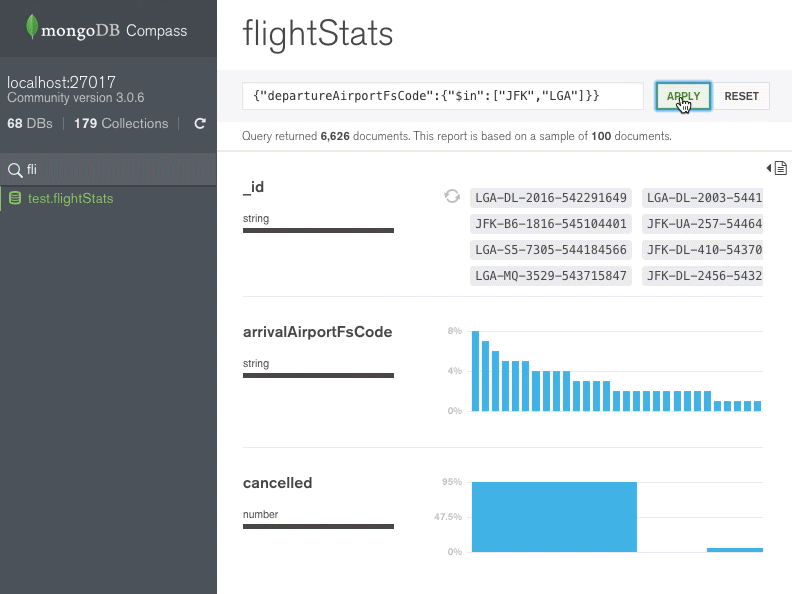 mongoDB Compass
flightStats
localhost:27017
Community version 3.0.6
68 DBs | 179 Collections |
fli
test.flightStats
{"departureAirportFsCode":{"$in":["JFK","LGA"]}}
APPLY
RESET
Query returned 6,626 documents. This report is based on a sample of 100 documents.
_id
string
LGA-DL-2016-542291649 LGA-DL-2003-5441
JFK-B6-1816-545104401 JFK-UA-257-54464
LGA-S5-7305-544184566 JFK-DL-410-54370
LGA-MQ-3529-543715847 JFK-DL-2456-5432
arrivalAirportFsCode
string
8%
4%
0%
cancelled
number
95%
47.5%
0%